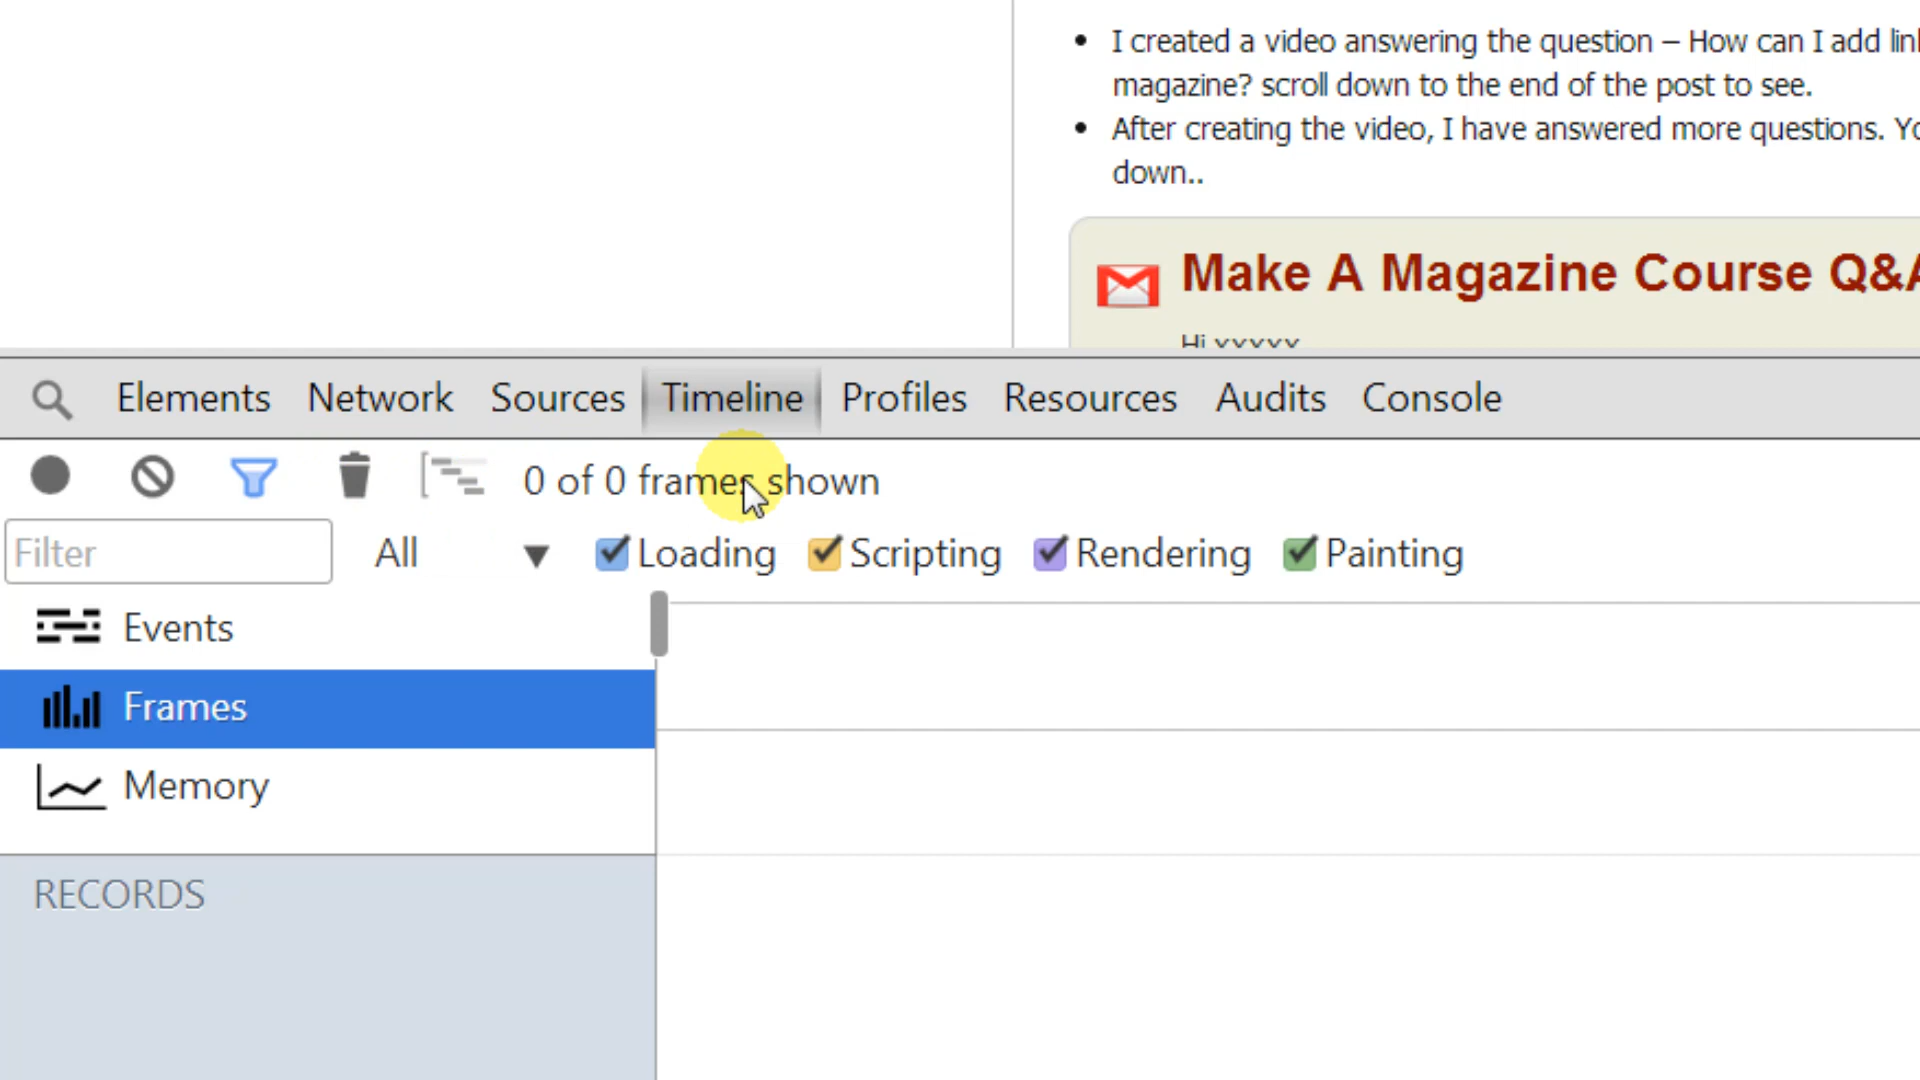 I created a video answering the question – How can I add
magazine? scroll down to the end of the post to see.
After creating the video, I have answered more questions.
down..
Make A Magazine Course
Hi xxxxx
Elements Network Sources Timeline Profiles Resources Audits Console
0 of 0 frames shown
Filter All Loading Scripting Rendering Painting
Events
Frames
Memory
RECORDS